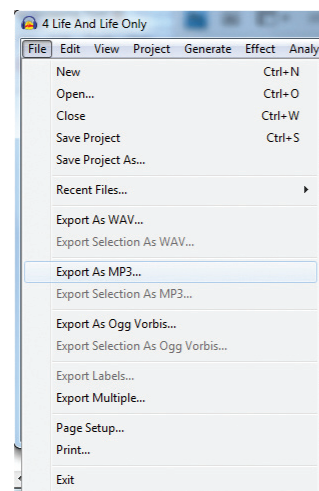 4 Life And Life Only
File Edit View Project Generate Effect Analy
New Ctrl+N
Open... Ctrl+O
Close Ctrl+W
Save Project Ctrl+S
Save Project As...
Recent Files...
Export As WAV...
Export Selection As WAV...
Export As MP3...
Export Selection As MP3...
Export As Ogg Vorbis...
Export Selection As Ogg Vorbis...
Export Labels...
Export Multiple...
Page Setup...
Print...
Exit